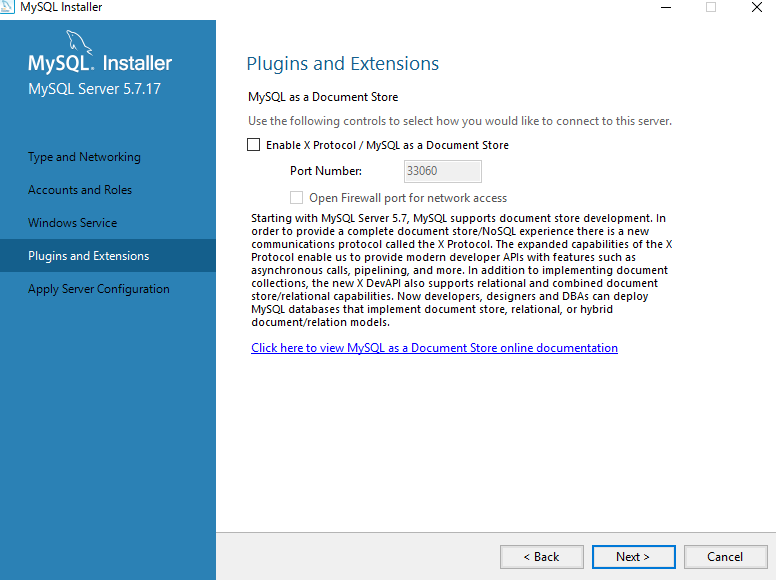 MySQL Installer
MySQL. Installer
MySQL Server 5.7.17
Type and Networking
Accounts and Roles
Windows Service
Plugins and Extensions
Apply Server Configuration
Plugins and Extensions
MySQL as a Document Store
Use the following controls to select how you would like to connect to this server.
Enable X Protocol / MySQL as a Document Store
Port Number: 33060
Open Firewall port for network access
Starting with MySQL Server 5.7, MySQL supports document store development. In
order to provide a complete document store/NoSQL experience there is a new
communications protocol called the X Protocol. The expanded capabilities of the X
Protocol enable us to provide modern developer APIs with features such as
asynchronous calls, pipelining, and more. In addition to implementing document
collections, the new X DevAPI also supports relational and combined document
store/relational capabilities. Now developers, designers and DBAs can deploy
MySQL databases that implement document store, relational, or hybrid
document/relation models.
Click here to view MySQL as a Document Store online documentation
< Back
Next >
Cancel